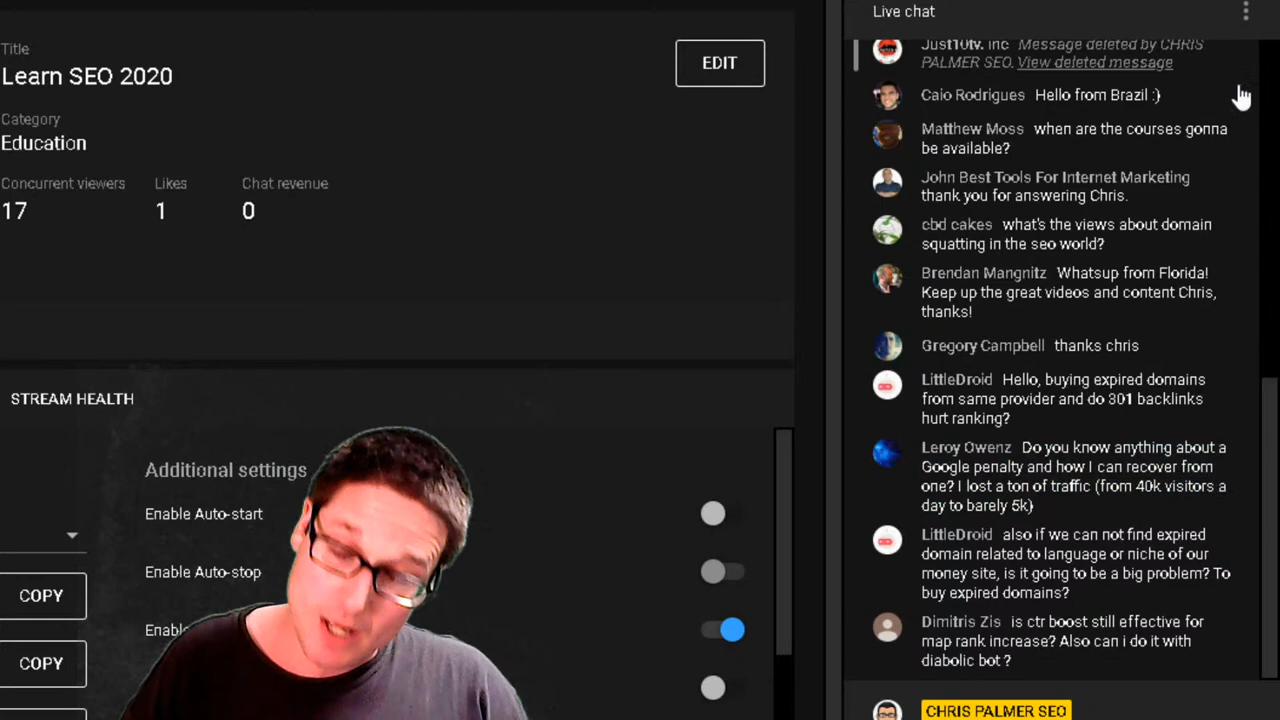 Title
Learn SEO 2020
EDIT
Category
Education
Concurrent viewers Likes Chat revenue
17 1 0
STREAM HEALTH
Additional settings
Enable Auto-start
Enable Auto-stop
COPY
COPY
Live chat
Just10tv. inc Message deleted by CHRIS
PALMER SEO. View deleted message
Caio Rodrigues Hello from Brazil :)
Matthew Moss when are the courses gonna
be available?
John Best Tools For Internet Marketing
thank you for answering Chris.
cbd cakes what's the views about domain
squatting in the seo world?
Brendan Mangnitz Whatsup from Florida!
Keep up the great videos and content Chris,
thanks!
Gregory Campbell thanks chris
LittleDroid Hello, buying expired domains
from same provider and do 301 backlinks
hurt ranking?
Leroy Owenz Do you know anything about a
Google penalty and how I can recover from
one? I lost a ton of traffic (from 40k visitors a
day to barely 5k)
LittleDroid also if we can not find expired
domain related to language or niche of our
money site, is it going to be a big problem? To
buy expired domains?
Dimitris Zis is ctr boost still effective for
map rank increase? Also can i do it with
diabolic bot ?
CHRIS PALMER SEO